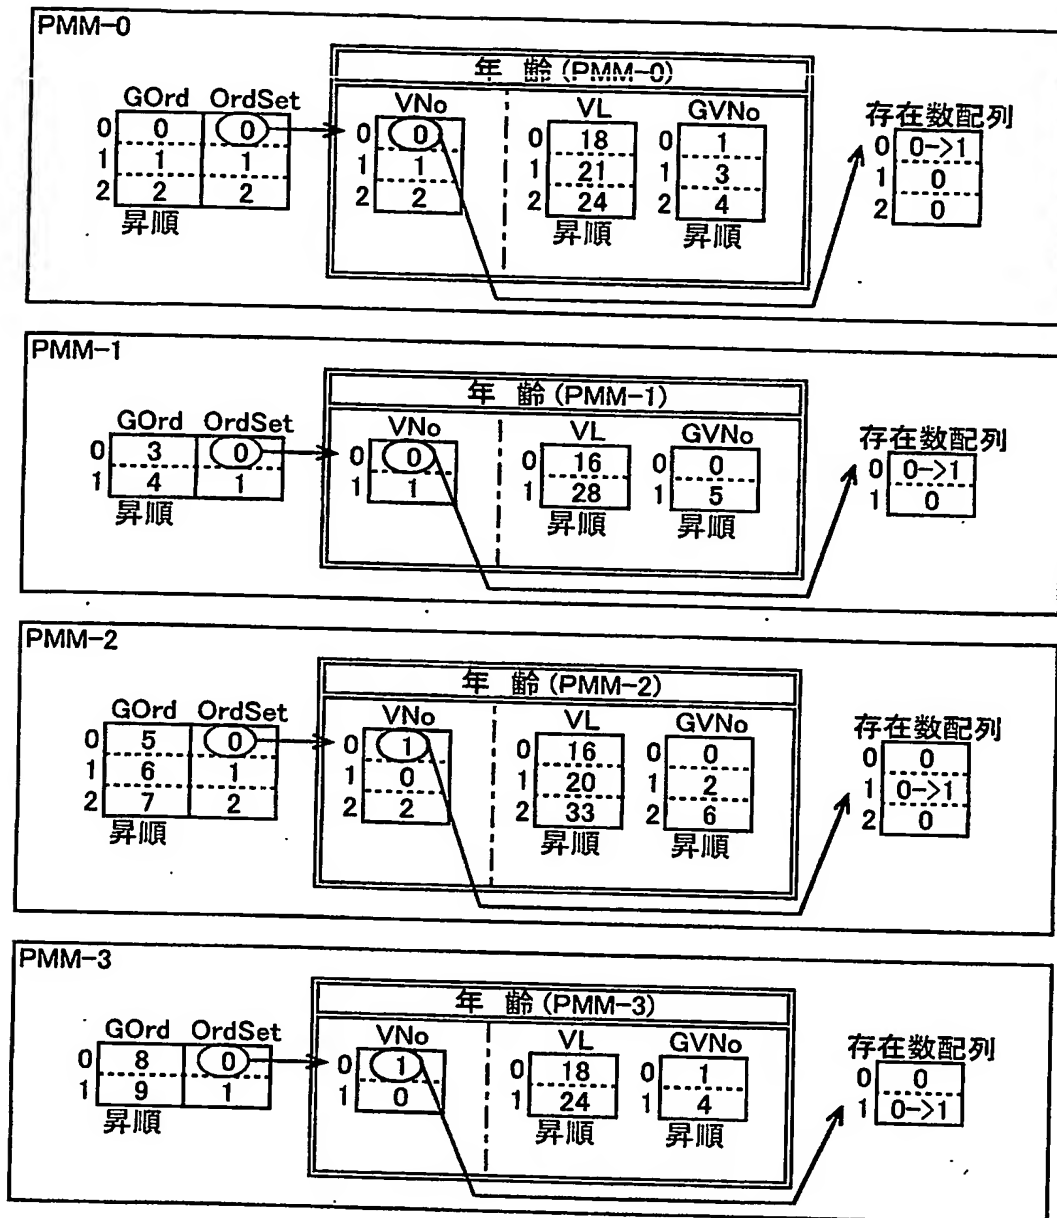 PMM-0
年 齢 (PMM-0)
GOrd OrdSet VNo VL GVNo 存在数配列
0 0 0 0 0 0 18 0 1 0 0->1
1 1 1 1 1 1 21 1 3 1 0
2 2 2 2 2 2 24 2 4 2 0
昇順 昇順 昇順
PMM-1
年 齢 (PMM-1)
GOrd OrdSet VNo VL GVNo 存在数配列
0 3 0 0 0 0 16 0 0 0 0->1
1 4 1 1 1 1 28 1 5 1 0
昇順 昇順 昇順
PMM-2
年 齢 (PMM-2)
GOrd OrdSet VNo VL GVNo 存在数配列
0 5 0 0 1 0 16 0 0 0 0
1 6 1 1 0 1 20 1 2 1 0->1
2 7 2 2 2 2 33 2 6 2 0
昇順 昇順 昇順
PMM-3
年 齢 (PMM-3)
GOrd OrdSet VNo VL GVNo 存在数配列
0 8 0 0 1 0 18 0 1 0 0
1 9 1 1 0 1 24 1 4 1 0->1
昇順 昇順 昇順